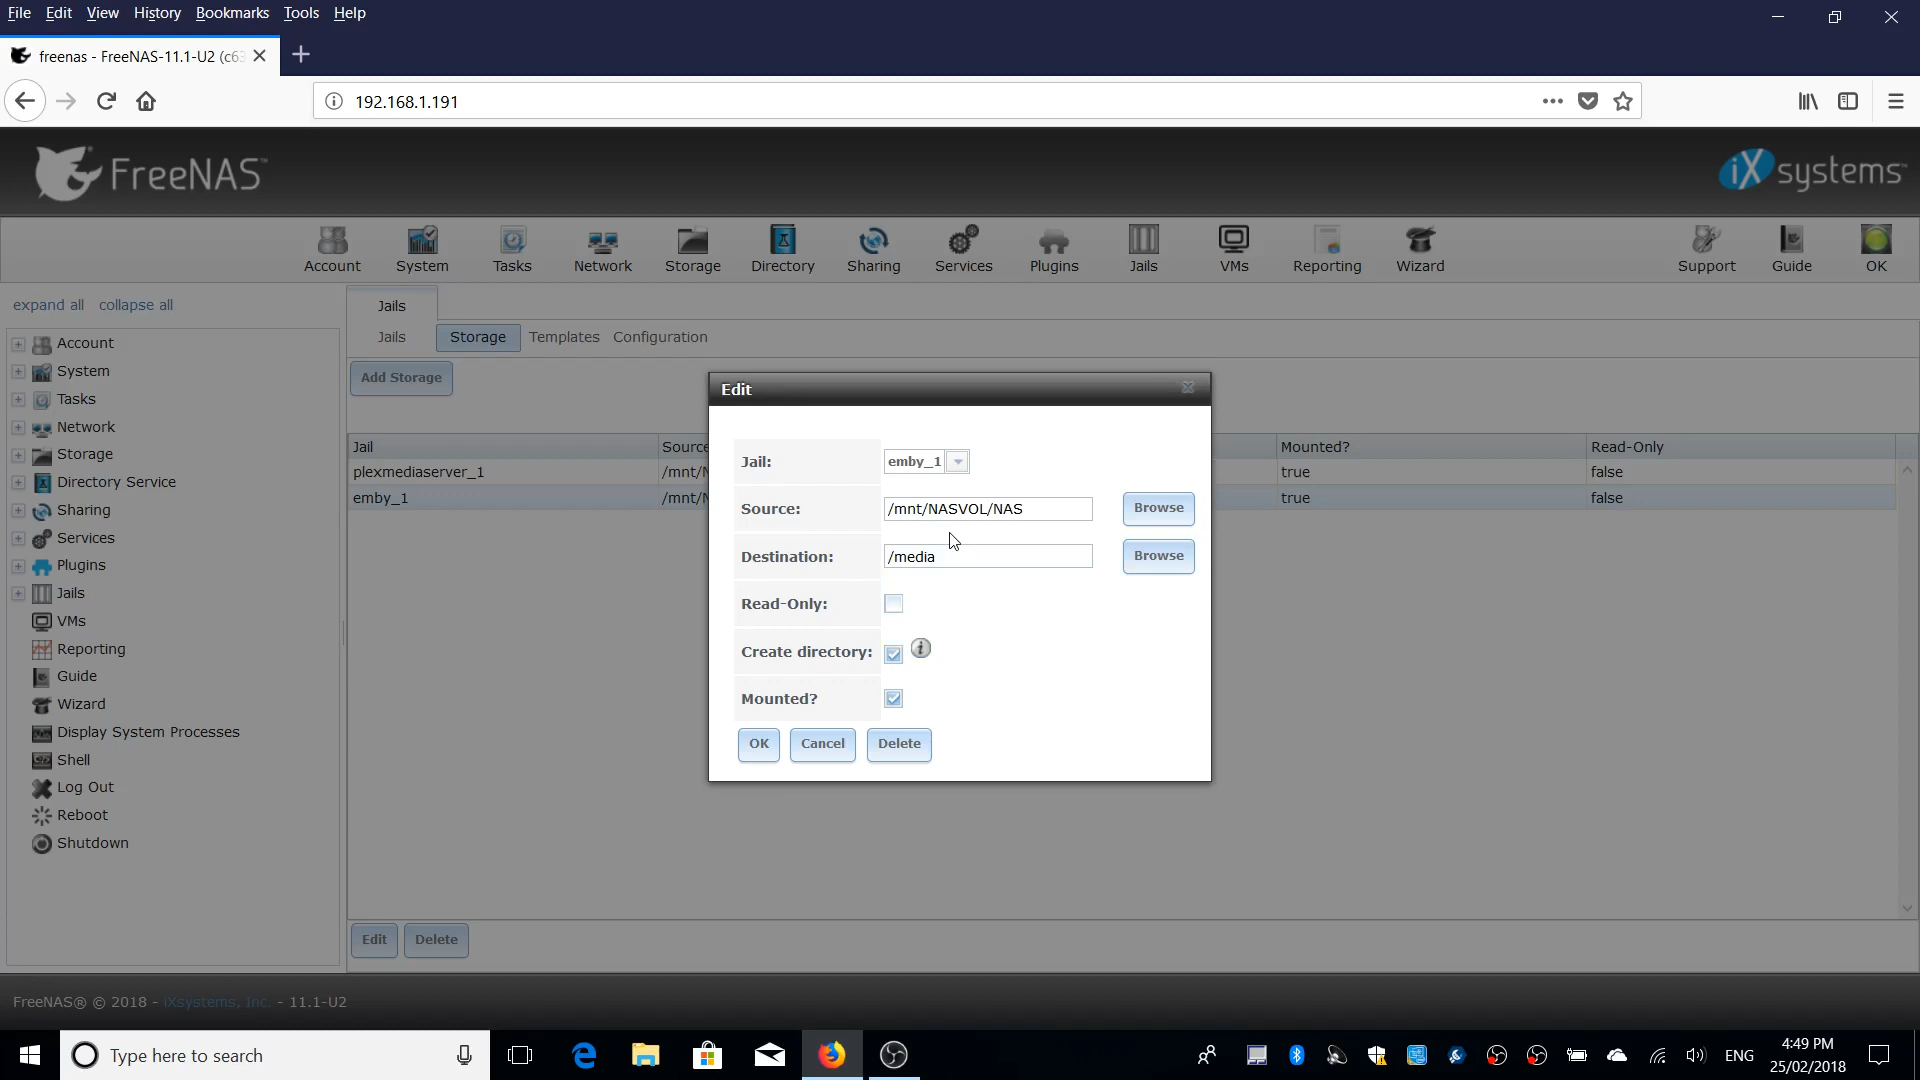 File Edit View History Bookmarks Tools Help
freenas - FreeNAS-11.1-U2 (c63
192.168.1.191
FreeNAS™
iXsystems™
Account System Tasks Network Storage Directory Sharing Services Plugins Jails VMs Reporting Wizard Support Guide OK
expand all collapse all
Account
System
Tasks
Network
Storage
Directory Service
Sharing
Services
Plugins
Jails
VMs
Reporting
Guide
Wizard
Display System Processes
Shell
Log Out
Reboot
Shutdown
Jails
Jails Storage Templates Configuration
Add Storage
Jail Source Mounted? Read-Only
plexmediaserver_1 /mnt/N true false
emby_1 /mnt/N true false
Edit
Jail: emby_1
Source: /mnt/NASVOL/NAS Browse
Destination: /media Browse
Read-Only:
Create directory:
Mounted?
OK Cancel Delete
Edit Delete
FreeNAS® © 2018 - iXsystems, Inc. - 11.1-U2
Type here to search
ENG
4:49 PM
25/02/2018